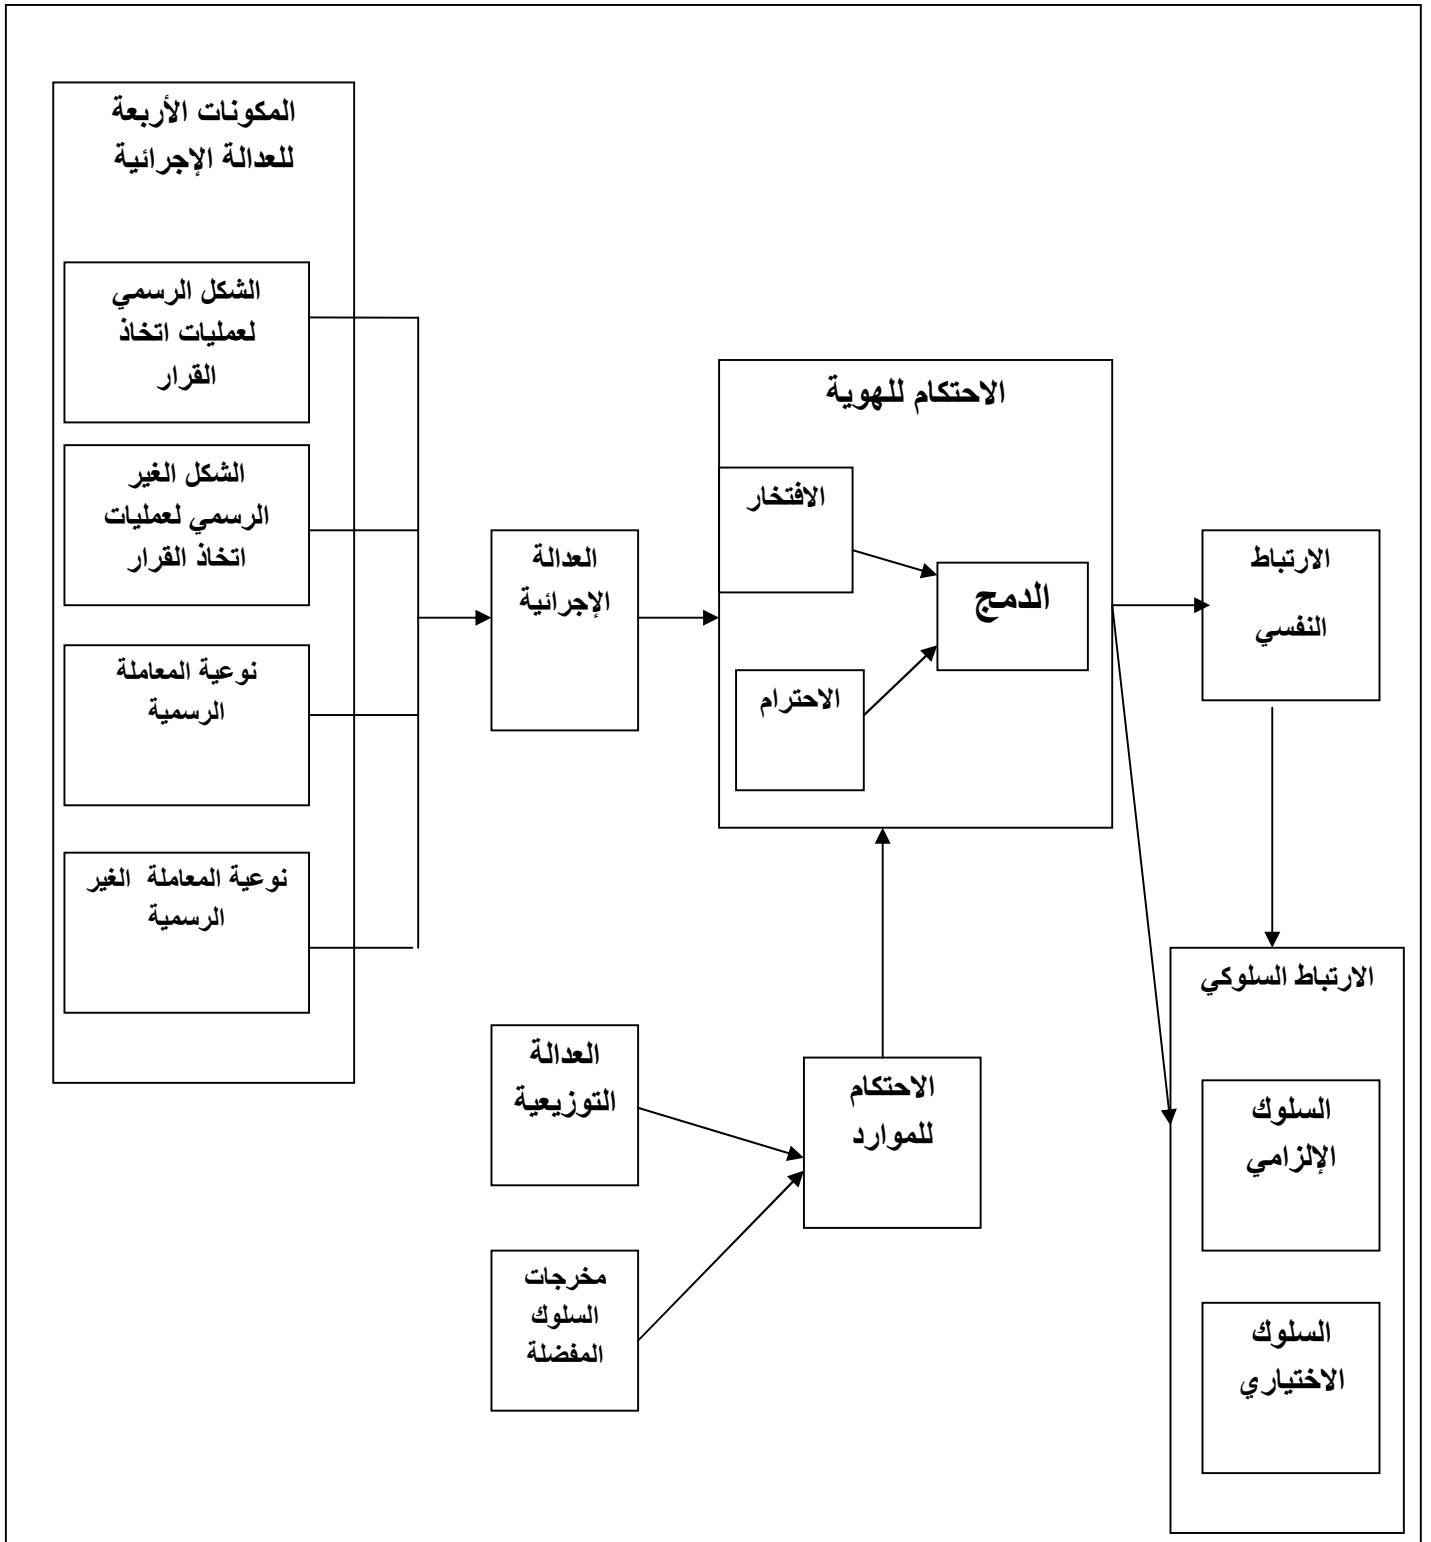 المكونات الأربعة
للعدالة الإجرائية
الشكل الرسمي
لعمليات اتخاذ
القرار
الشكل الغير
الرسمي لعمليات
اتخاذ القرار
نوعية المعاملة
الرسمية
نوعية المعاملة الغير
الرسمية
العدالة
الإجرائية
الاحتكام للهوية
الافتخار
الدمج
الاحترام
الارتباط
النفسي
العدالة
التوزيعية
مخرجات
السلوك
المفضلة
الاحتكام
للموارد
الارتباط السلوكي
السلوك
الإلزامي
السلوك
الاختياري